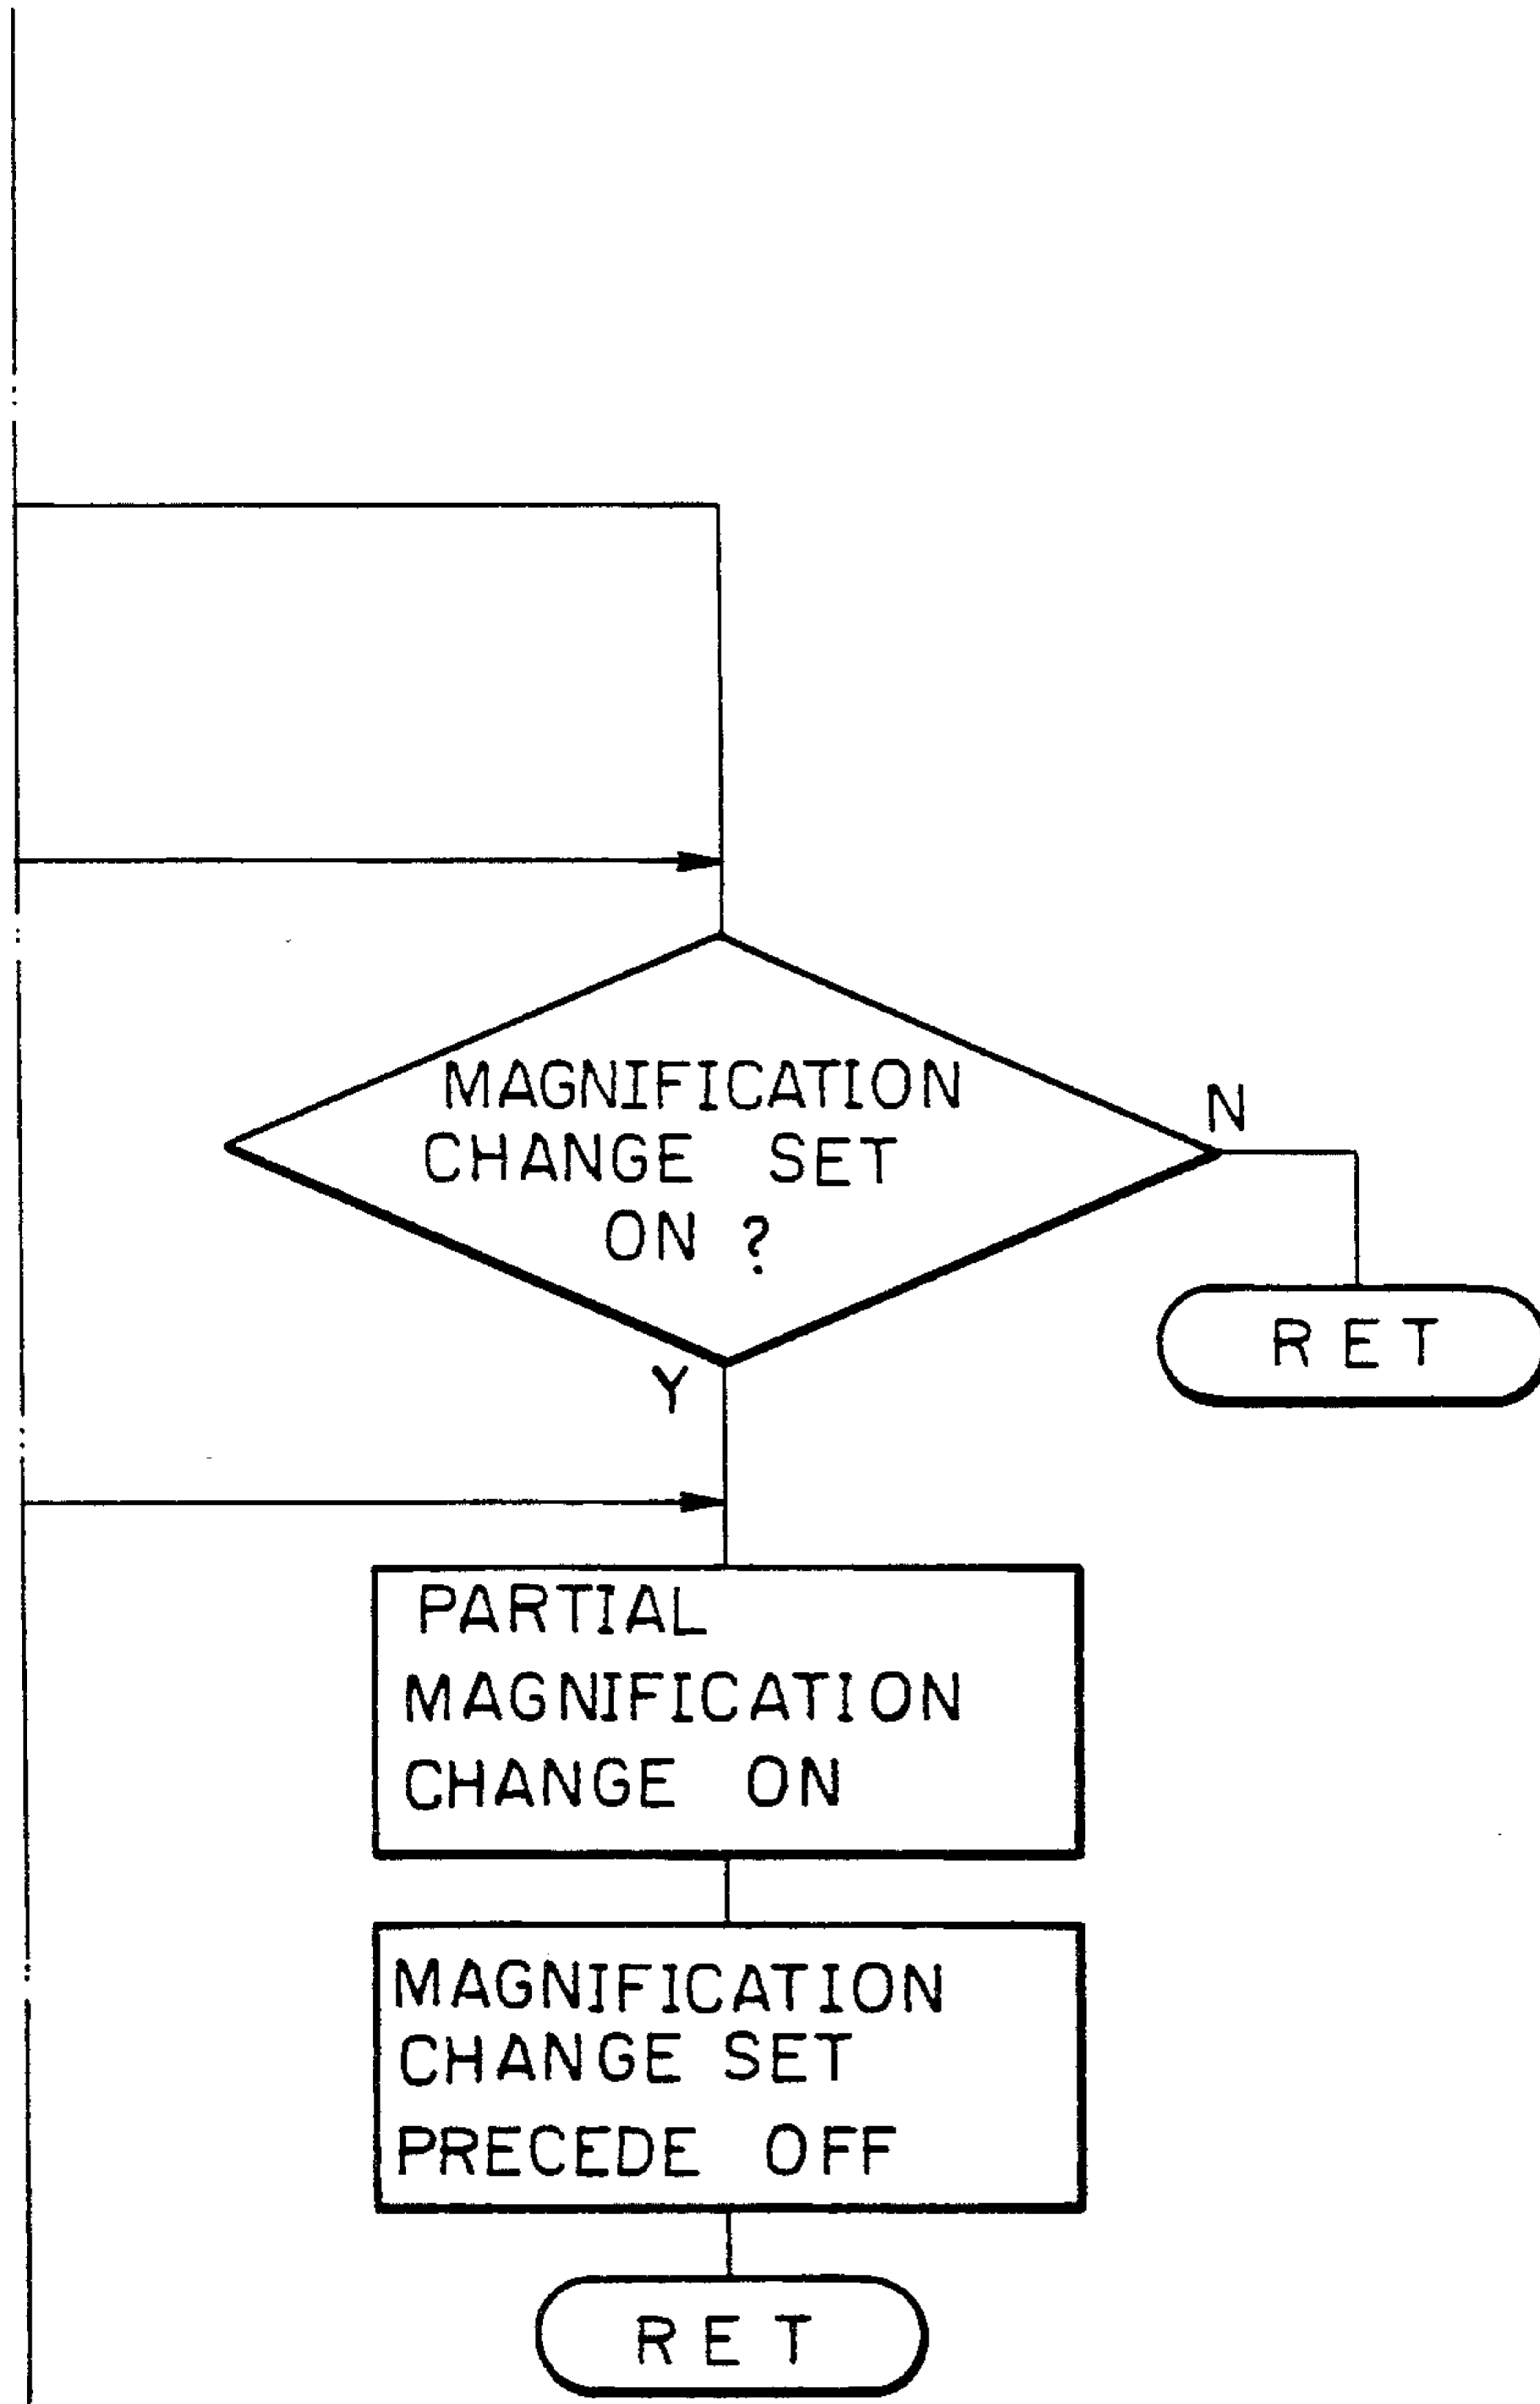 MAGNIFICATION
CHANGE SET
ON ?
N
RET
Y
PARTIAL
MAGNIFICATION
CHANGE ON
MAGNIFICATION
CHANGE SET
PRECEDE OFF
RET